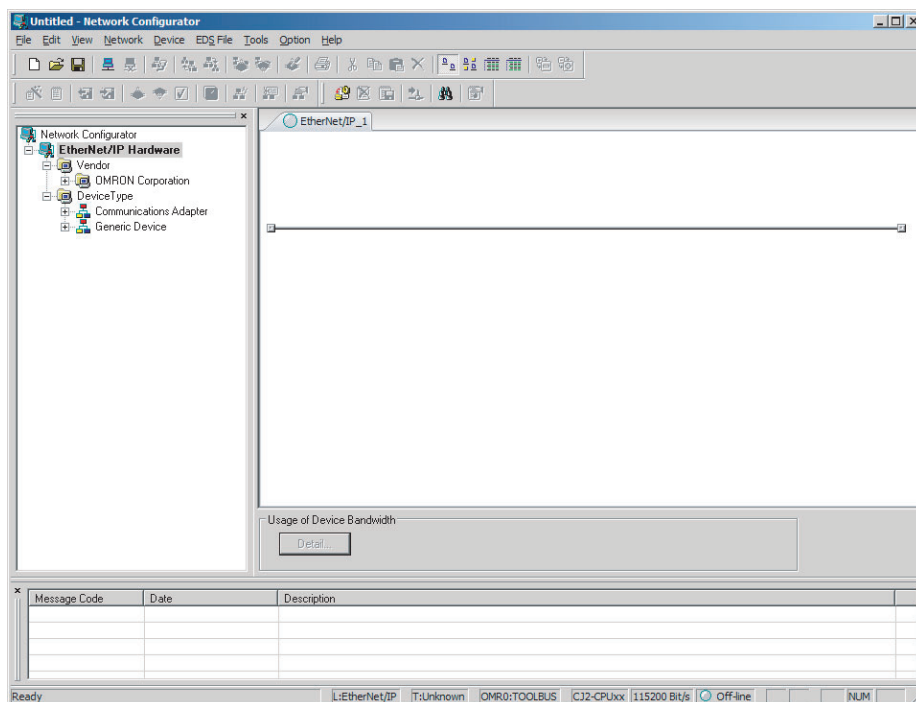 Untitled - Network Configurator
File Edit View Network Device EDS File Tools Option Help
Network Configurator
EtherNet/IP Hardware
Vendor
OMRON Corporation
DeviceType
Communications Adapter
Generic Device
EtherNet/IP_1
Usage of Device Bandwidth
Detail...
Message Code Date Description
Ready L:EtherNet/IP T:Unknown OMR0:TOOLBUS CJ2-CPUxx 115200 Bit/s Off-line NUM